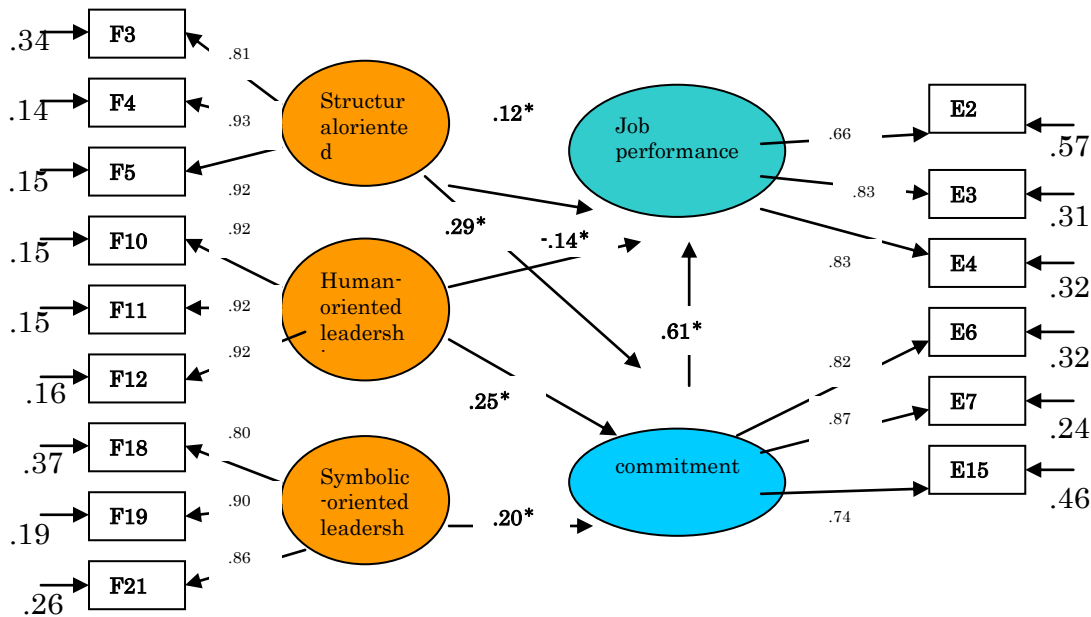 .34
F3
.81
.14
F4
.93
.15
F5
.92
.15
F10
.92
.15
F11
.92
.16
F12
.92
.37
F18
.80
.19
F19
.90
.26
F21
.86
Structur
aloriente
d
Human-
oriented
leadersh
Symbolic
-oriented
leadersh
.12*
.29*
-.14*
.25*
.20*
.61*
Job
performance
commitment
.66
E2
.57
.83
E3
.31
.83
E4
.32
.82
E6
.32
.87
E7
.24
.74
E15
.46